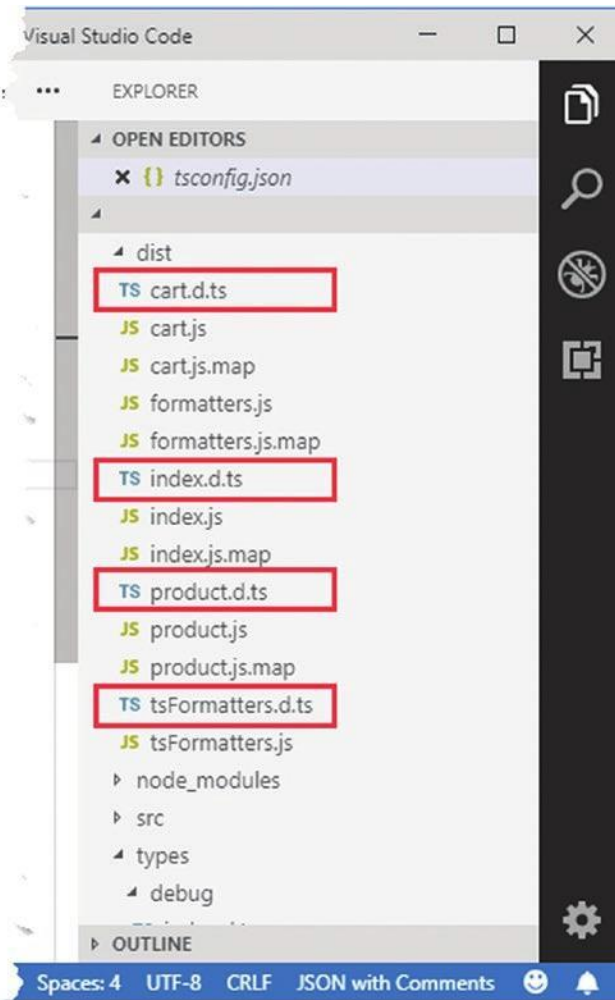 Visual Studio Code
EXPLORER
OPEN EDITORS
{} tsconfig.json
dist
TS cart.d.ts
JS cart.js
JS cart.js.map
JS formatters.js
JS formatters.js.map
TS index.d.ts
JS index.js
JS index.js.map
TS product.d.ts
JS product.js
JS product.js.map
TS tsFormatters.d.ts
JS tsFormatters.js
node_modules
src
types
debug
OUTLINE
Spaces: 4 UTF-8 CRLF JSON with Comments